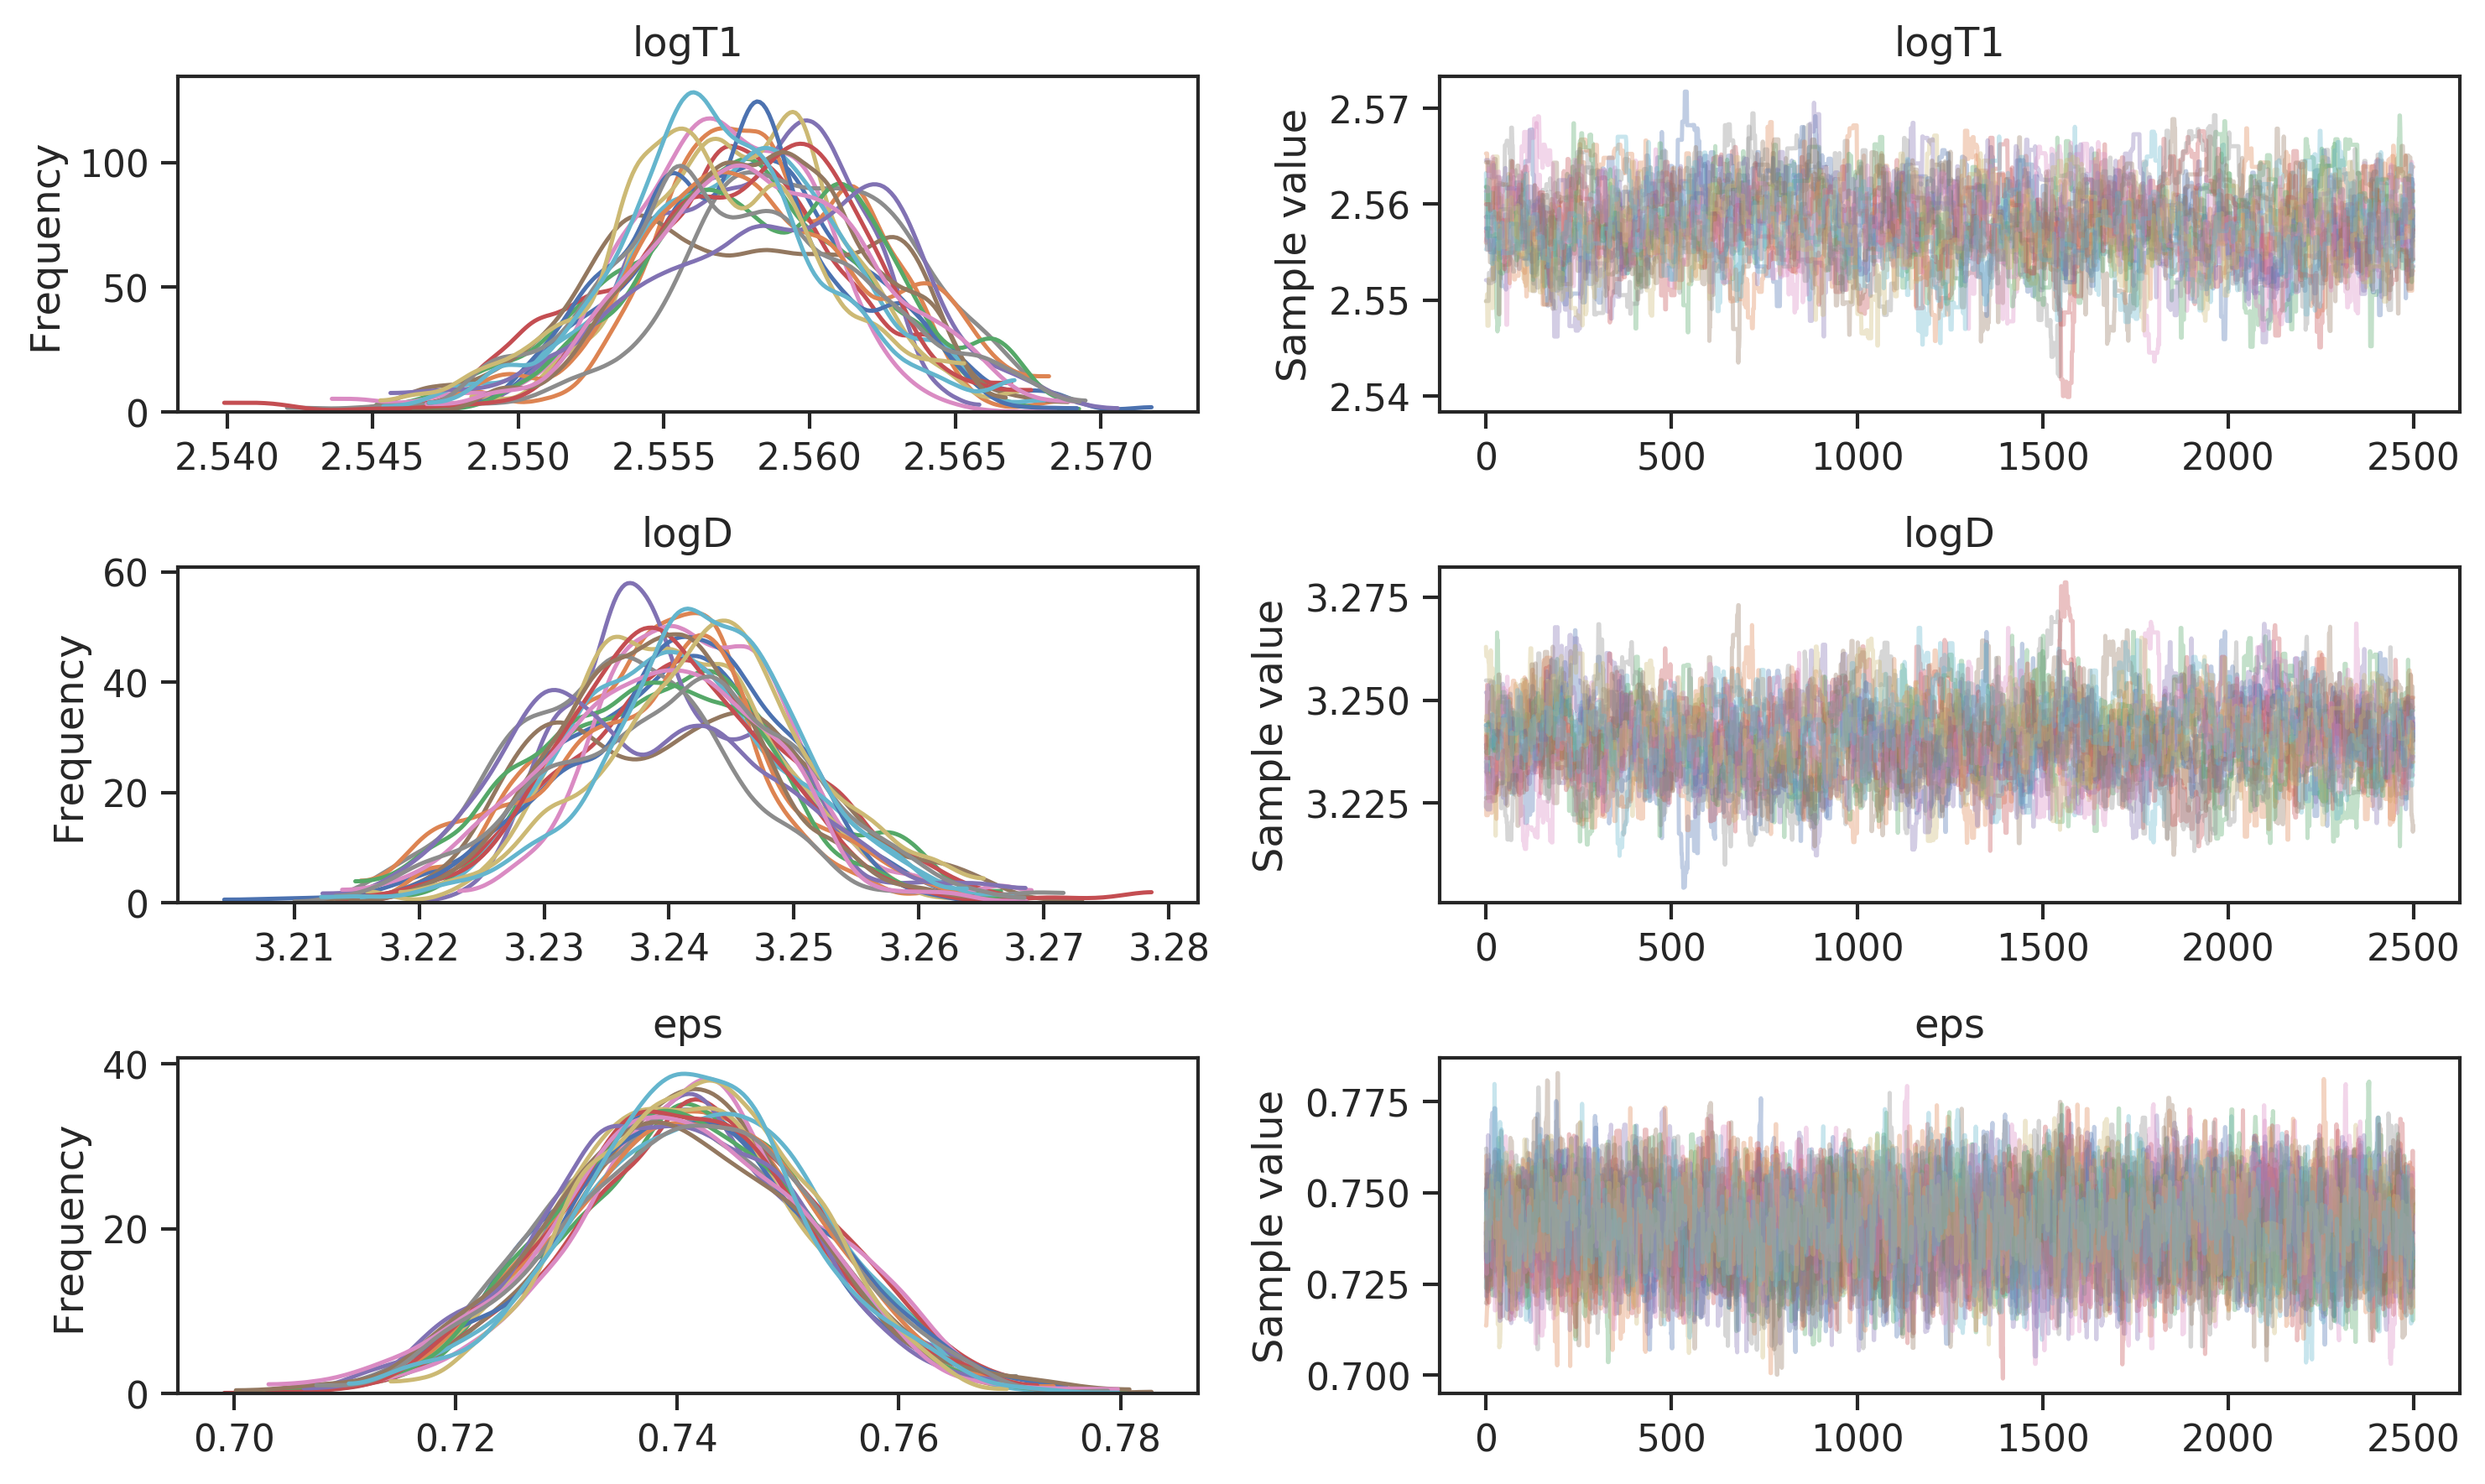 logT1
logT1
Frequency
100
50
0
2.540 2.545 2.550 2.555 2.560 2.565 2.570
Sample value
2.57
2.56
2.55
2.54
0 500 1000 1500 2000 2500
logD
logD
Frequency
60
40
20
0
3.21 3.22 3.23 3.24 3.25 3.26 3.27 3.28
Sample value
3.275
3.250
3.225
0 500 1000 1500 2000 2500
eps
eps
Frequency
40
20
0
0.70 0.72 0.74 0.76 0.78
Sample value
0.775
0.750
0.725
0.700
0 500 1000 1500 2000 2500